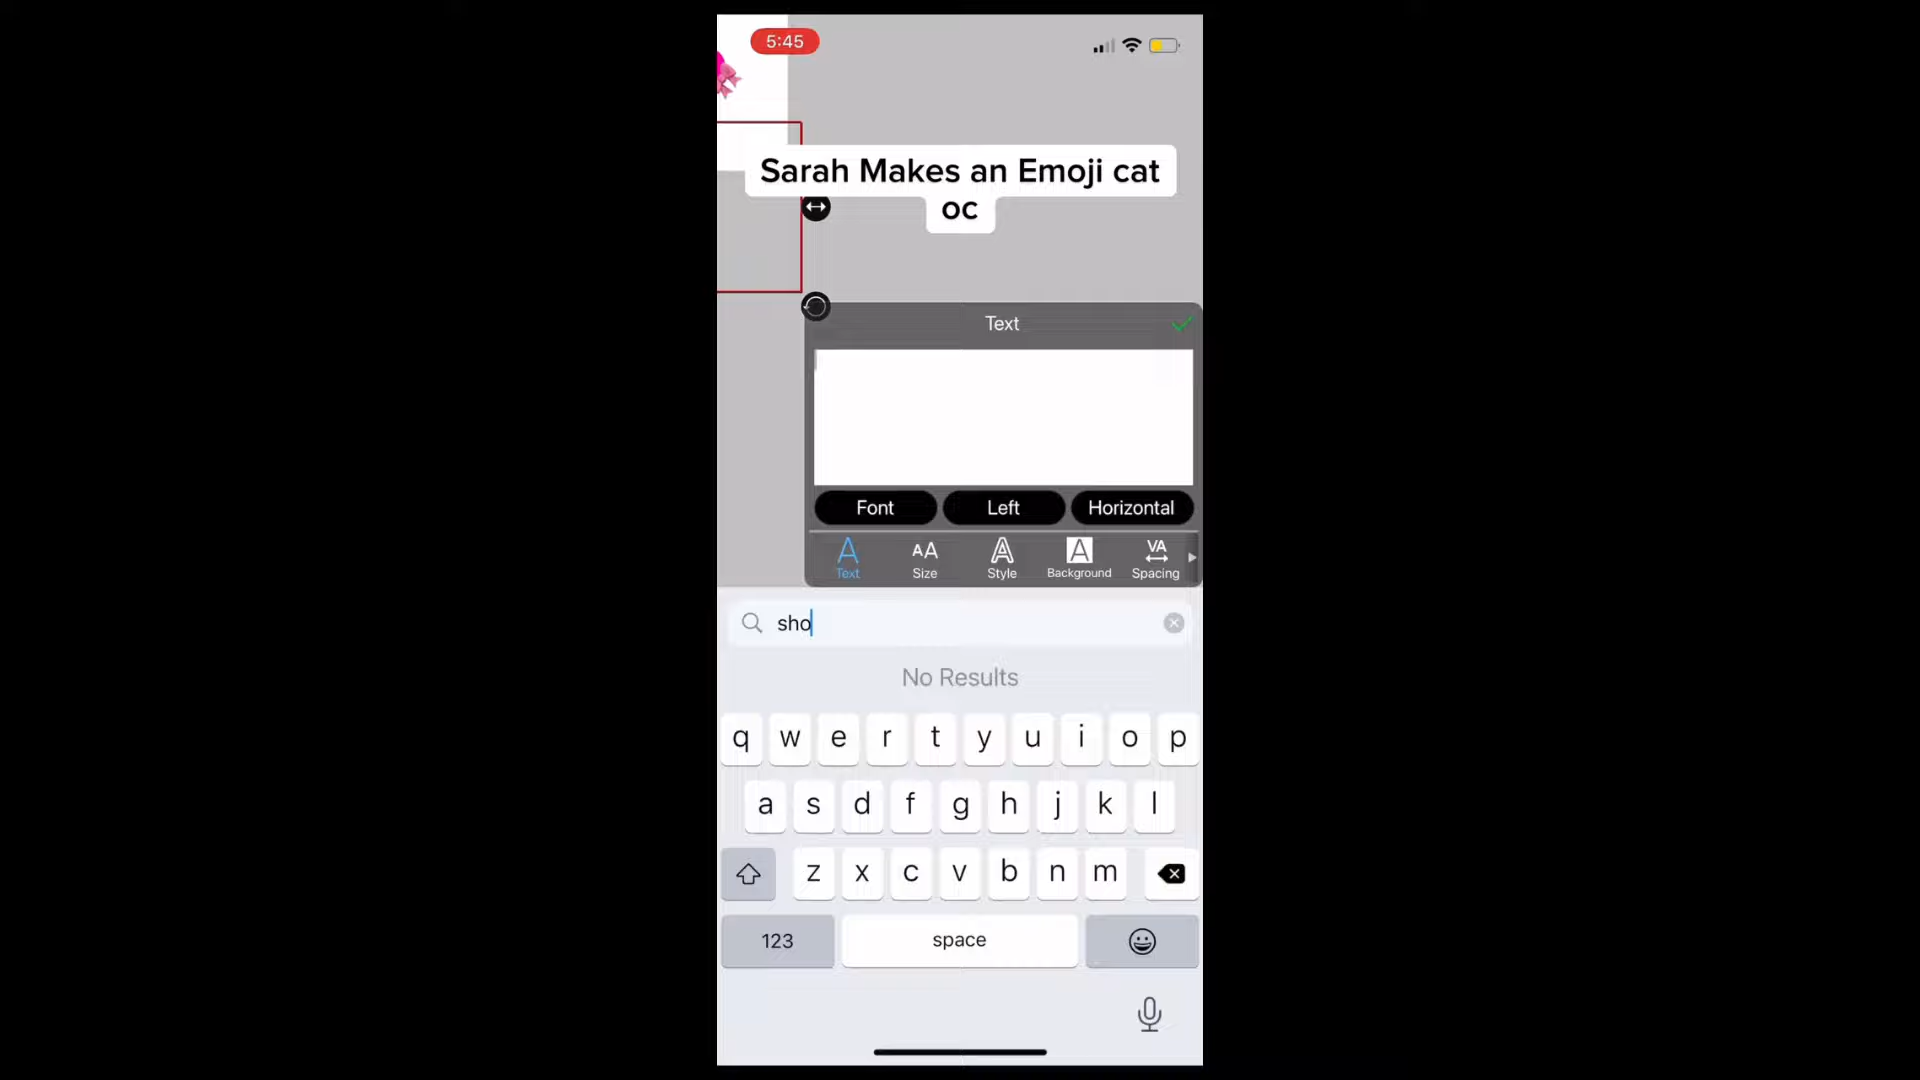 5:45
Sarah Makes an Emoji cat
oc
Text
Font Left Horizontal
A AA A A VA
Text Size Style Background Spacing
sho
No Results
q w e r t y u i o p
a s d f g h j k l
z x c v b n m
123 space